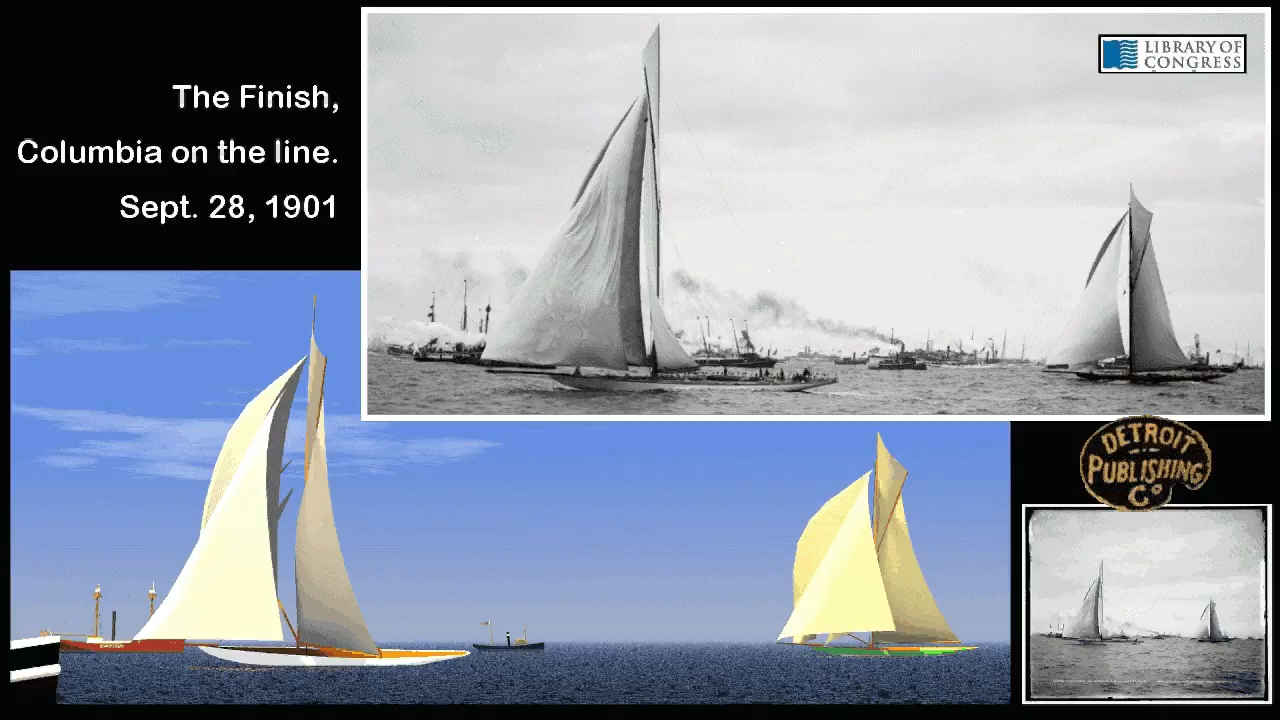 The Finish,
Columbia on the line.
Sept. 28, 1901
LIBRARY OF
CONGRESS
DETROIT
PUBLISHING
Co